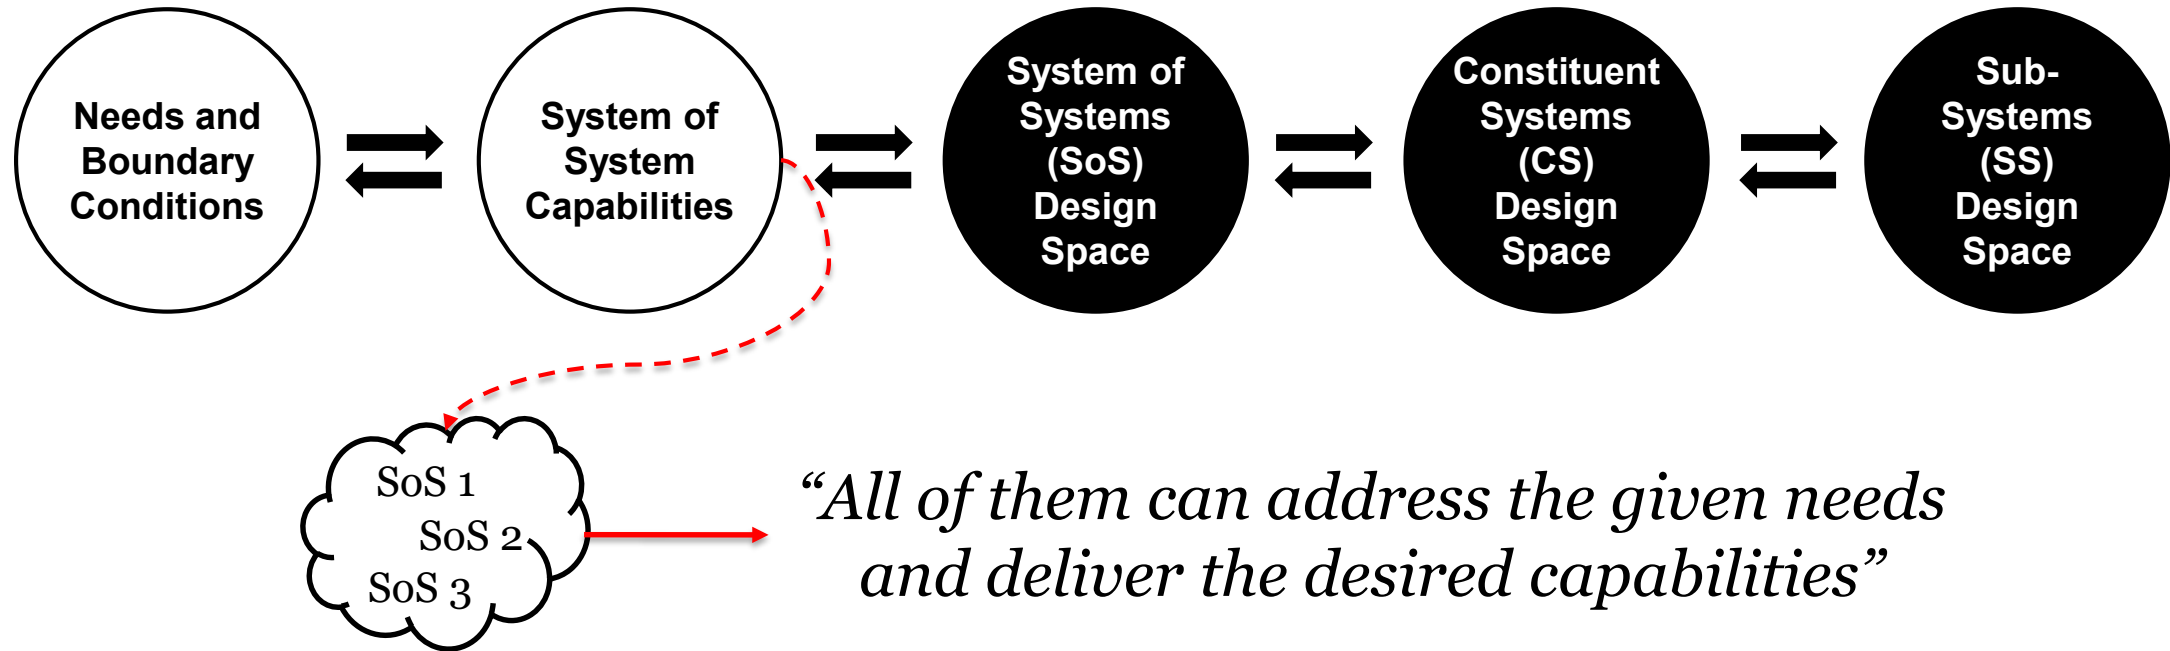 Needs and
Boundary
Conditions
System of
System
Capabilities
System of
Systems
(SoS)
Design
Space
Constituent
Systems
(CS)
Design
Space
Sub-
Systems
(SS)
Design
Space
SoS 1
SoS 2
SoS 3
“All of them can address the given needs
and deliver the desired capabilities”